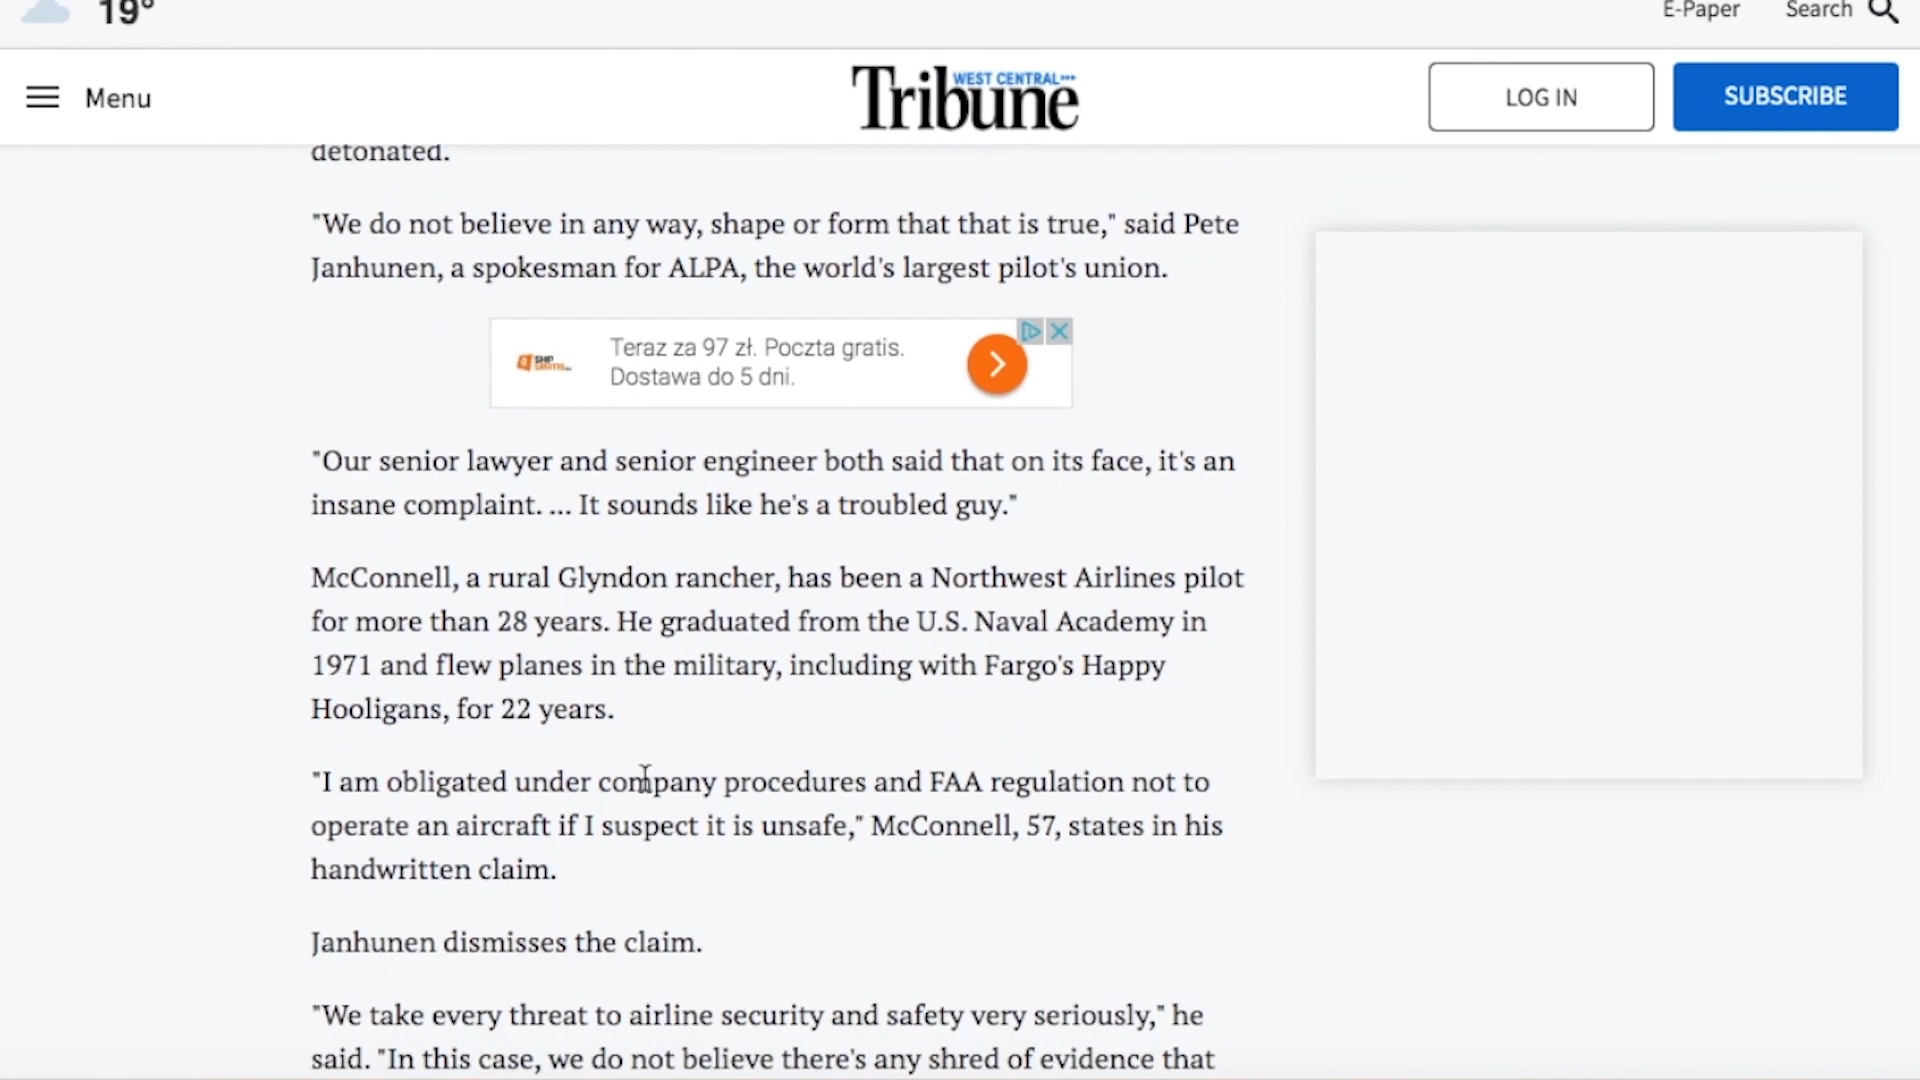 19°
E-Paper
Search
Menu
WEST CENTRAL
Tribune
LOG IN
SUBSCRIBE
detonated.
"We do not believe in any way, shape or form that that is true," said Pete
Janhunen, a spokesman for ALPA, the world's largest pilot's union.
Teraz za 97 zł. Poczta gratis.
Dostawa do 5 dni.
"Our senior lawyer and senior engineer both said that on its face, it's an
insane complaint. ... It sounds like he's a troubled guy."
McConnell, a rural Glyndon rancher, has been a Northwest Airlines pilot
for more than 28 years. He graduated from the U.S. Naval Academy in
1971 and flew planes in the military, including with Fargo's Happy
Hooligans, for 22 years.
"I am obligated under company procedures and FAA regulation not to
operate an aircraft if I suspect it is unsafe," McConnell, 57, states in his
handwritten claim.
Janhunen dismisses the claim.
"We take every threat to airline security and safety very seriously," he
said. "In this case, we do not believe there's any shred of evidence that